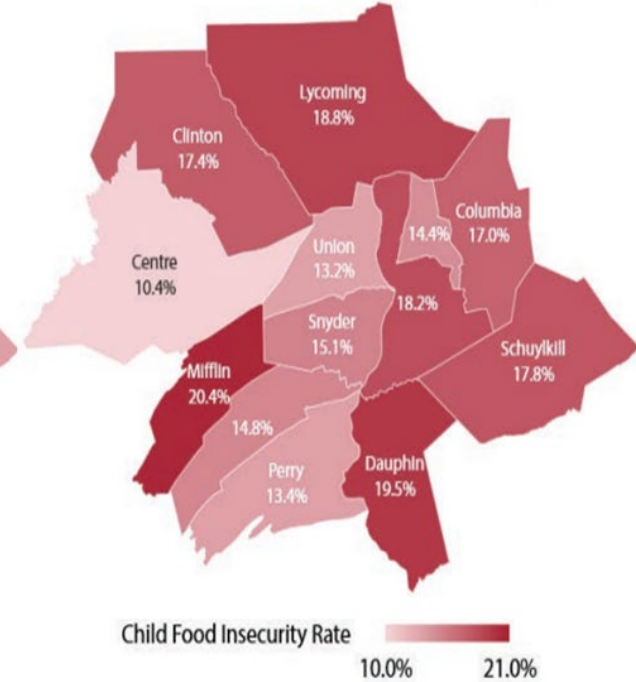 Lycoming
18.8%
Clinton
17.4%
Columbia
17.0%
14.4%
Union
13.2%
Centre
10.4%
18.2%
Snyder
15.1%
Schuylkill
17.8%
Mifflin
20.4%
14.8%
Perry
13.4%
Dauphin
19.5%
Child Food Insecurity Rate
10.0%
21.0%